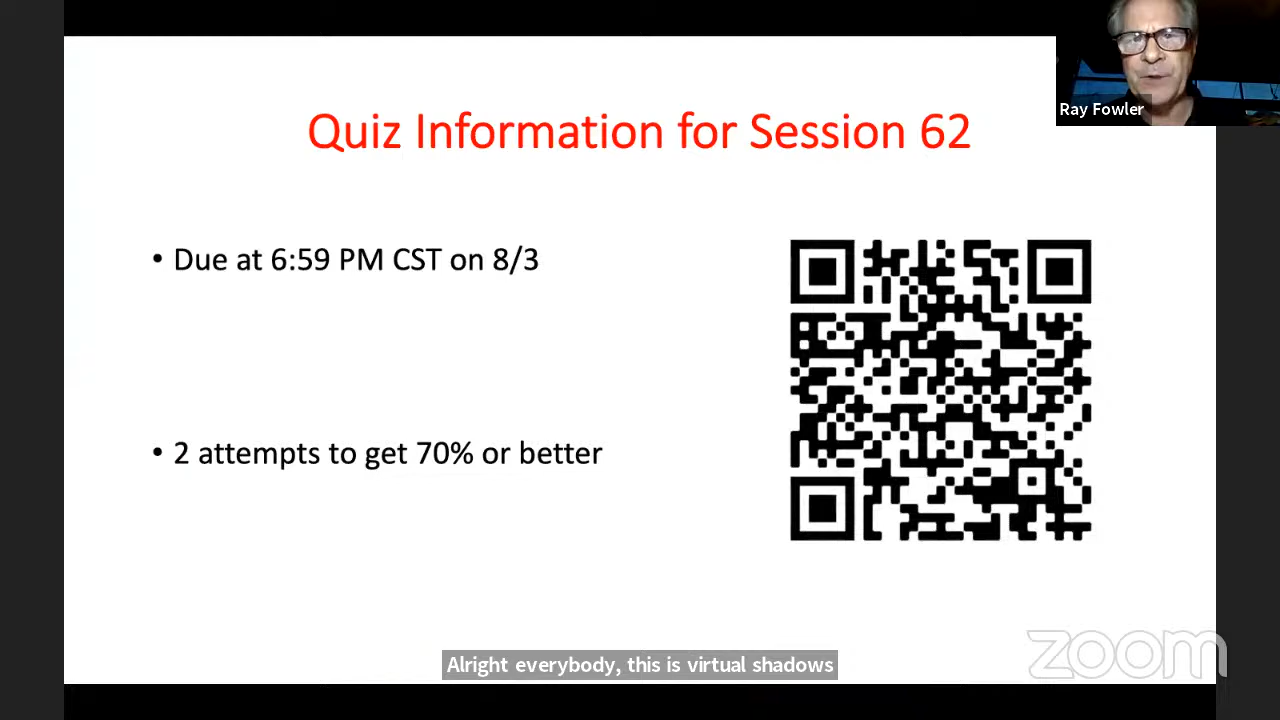 Ray Fowler
Quiz Information for Session 62
• Due at 6:59 PM CST on 8/3
• 2 attempts to get 70% or better
zoom
Alright everybody, this is virtual shadows